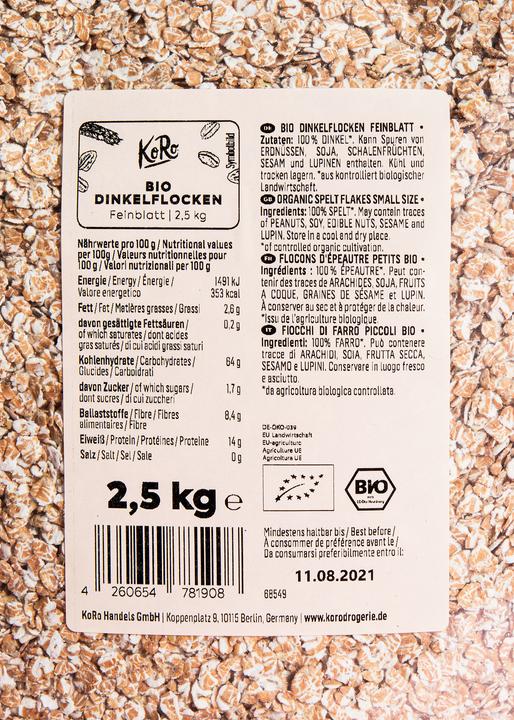 KoRo
Symbolbild
BIO
DINKELFLOCKEN
Feinblatt | 2,5 kg
Nährwerte pro 100 g / Nutritional values
per 100g / Valeurs nutritionnelles pour
100 g / Valori nutrizionali per 100 g
Energie / Energy / Énergie / 1491 kJ
Valore energetico 353 kcal
Fett / Fat / Matières grasses / Grassi 2,6 g
davon gesättigte Fettsäuren / 0,2 g
of which saturates / dont acides
gras saturés / di cui acidi grassi saturi
Kohlenhydrate / Carbohydrates / 64 g
Glucides / Carboidrati
davon Zucker / of which sugars / 1,7 g
dont sucres / di cui zuccheri
Ballaststoffe / Fibre / Fibres 8,4 g
alimentaires / Fibre
Eiweiß / Protein / Protéines / Proteine 14 g
Salz / Salt / Sel / Sale 0 g
2,5 kg e
4 260654 781908
DE BIO DINKELFLOCKEN FEINBLATT •
Zutaten: 100 % DINKEL*. Kann Spuren von
ERDNÜSSEN, SOJA, SCHALENFRÜCHTEN,
SESAM und LUPINEN enthalten. Kühl und
trocken lagern. *aus kontrolliert biologischer
Landwirtschaft.
GB ORGANIC SPELT FLAKES SMALL SIZE •
Ingredients: 100% SPELT*. May contain traces
of PEANUTS, SOY, EDIBLE NUTS, SESAME and
LUPIN. Store in a cool and dry place.
*of controlled organic cultivation.
FR FLOCONS D'ÉPEAUTRE PETITS BIO •
Ingrédients : 100 % ÉPEAUTRE*. Peut con-
tenir des traces de ARACHIDES, SOJA, FRUITS
A COQUE, GRAINES DE SÉSAME et LUPIN.
À conserver au sec et à protéger de la chaleur.
*issu de l'agriculture biologique.
IT FIOCCHI DI FARRO PICCOLI BIO •
Ingredienti: 100% FARRO*. Può contenere
tracce di ARACHIDI, SOIA, FRUTTA SECCA,
SESAMO e LUPINI. Conservare in luogo fresco
e asciutto.
*da agricoltura biologica controllata.
DE-ÖKO-039
EU Landwirtschaft
EU-agriculture
Agriculture UE
Agricoltura UE
BIO
Mindestens haltbar bis / Best before /
À consommer de préférence avant le /
Da consumarsi preferibilmente entro il:
11.08.2021
68549
KoRo Handels GmbH | Koppenplatz 9, 10115 Berlin, Germany | www.korodrogerie.de